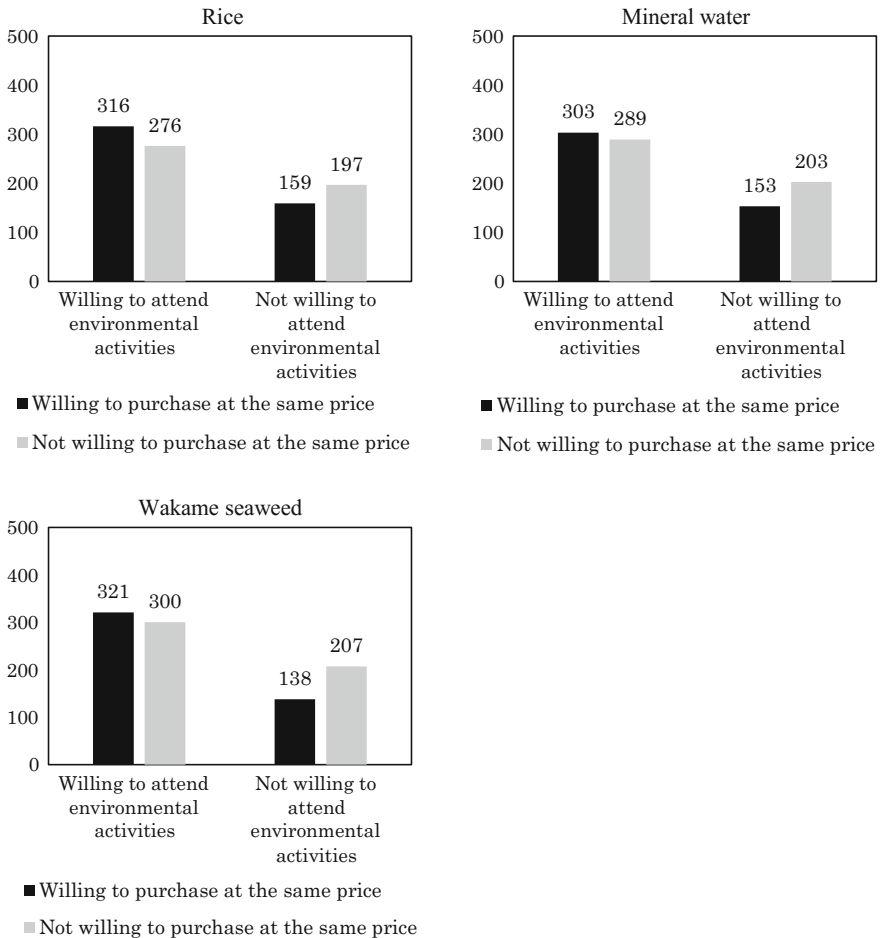 Rice
500
400
300
200
100
0
316
276
159
197
Willing to attend
environmental
activities
Not willing to
attend
environmental
activities
■ Willing to purchase at the same price
■ Not willing to purchase at the same price
Mineral water
500
400
300
200
100
0
303
289
153
203
Willing to attend
environmental
activities
Not willing to
attend
environmental
activities
■ Willing to purchase at the same price
■ Not willing to purchase at the same price
Wakame seaweed
500
400
300
200
100
0
321
300
138
207
Willing to attend
environmental
activities
Not willing to
attend
environmental
activities
■ Willing to purchase at the same price
■ Not willing to purchase at the same price